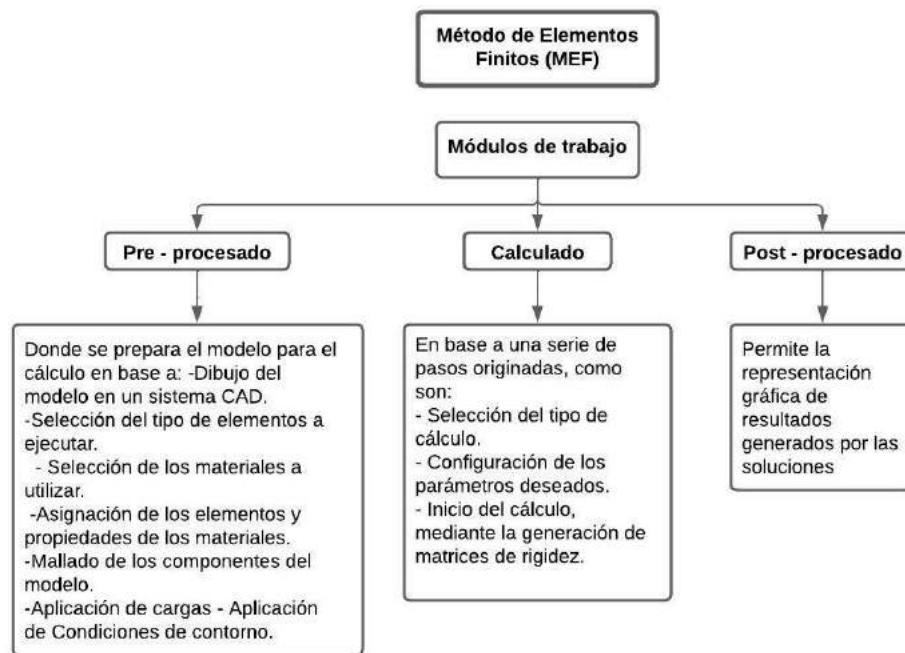 Método de Elementos
Finitos (MEF)
Módulos de trabajo
Pre - procesado
Calculado
Post - procesado
Donde se prepara el modelo para el
cálculo en base a: -Dibujo del
modelo en un sistema CAD.
-Selección del tipo de elementos a
ejecutar.
- Selección de los materiales a
utilizar.
-Asignación de los elementos y
propiedades de los materiales.
-Mallado de los componentes del
modelo.
-Aplicación de cargas - Aplicación
de Condiciones de contorno.
En base a una serie de
pasos originadas, como
son:
- Selección del tipo de
cálculo.
- Configuración de los
parámetros deseados.
- Inicio del cálculo,
mediante la generación de
matrices de rigidez.
Permite la
representación
gráfica de
resultados
generados por las
soluciones